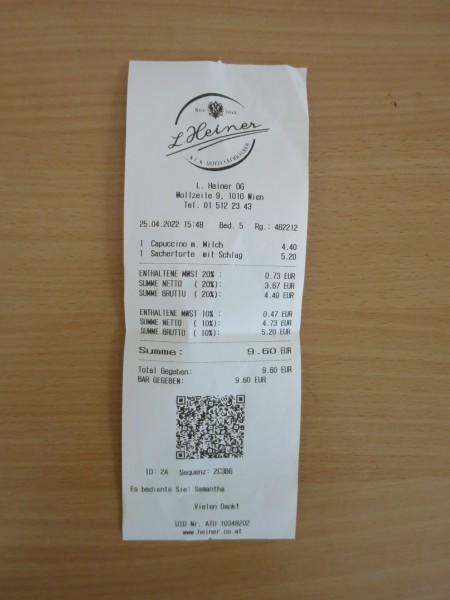 L. Heiner
L. Heiner OG
Wollzeile 9, 1010 Wien
Tel. 01 512 23 43
25.04.2022 15:48 Bed. 5 Rg.: 462212
1 Capuccino m. Milch 4.40
1 Sachertorte mit Schlag 5.20
ENTHALTENE MWST 20% : 0.73 EUR
SUMME NETTO ( 20%): 3.67 EUR
SUMME BRUTTO ( 20%): 4.40 EUR
ENTHALTENE MWST 10% : 0.47 EUR
SUMME NETTO ( 10%): 4.73 EUR
SUMME BRUTTO ( 10%): 5.20 EUR
Summe: 9.60 EUR
Total Gegeben: 9.60 EUR
BAR GEGEBEN: 9.60 EUR
ID: 2A Sequenz: 2C3B6
Es bediente Sie: Samantha
Vielen Dank!
UID Nr. ATU 10348202
www.heiner.co.at